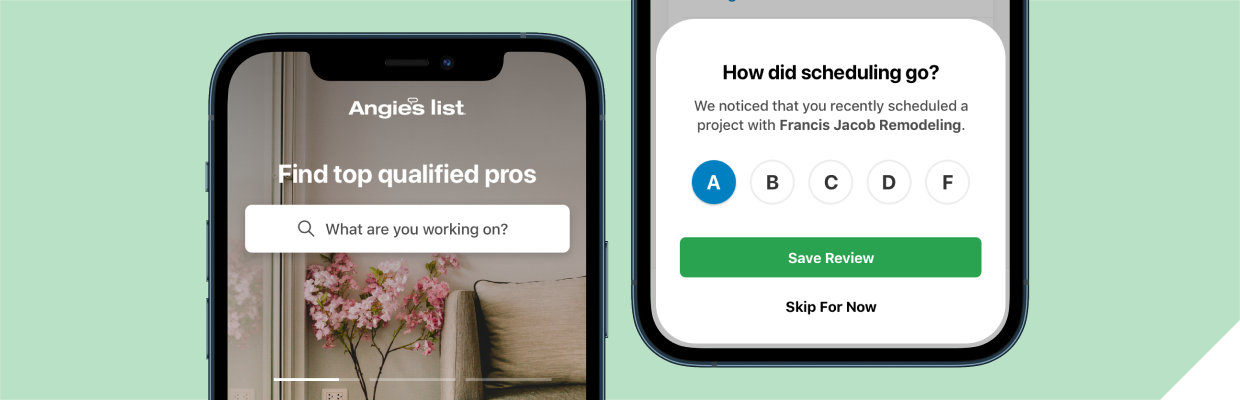 Angie's list
Find top qualified pros
What are you working on?
How did scheduling go?
We noticed that you recently scheduled a
project with Francis Jacob Remodeling.
A B C D F
Save Review
Skip For Now